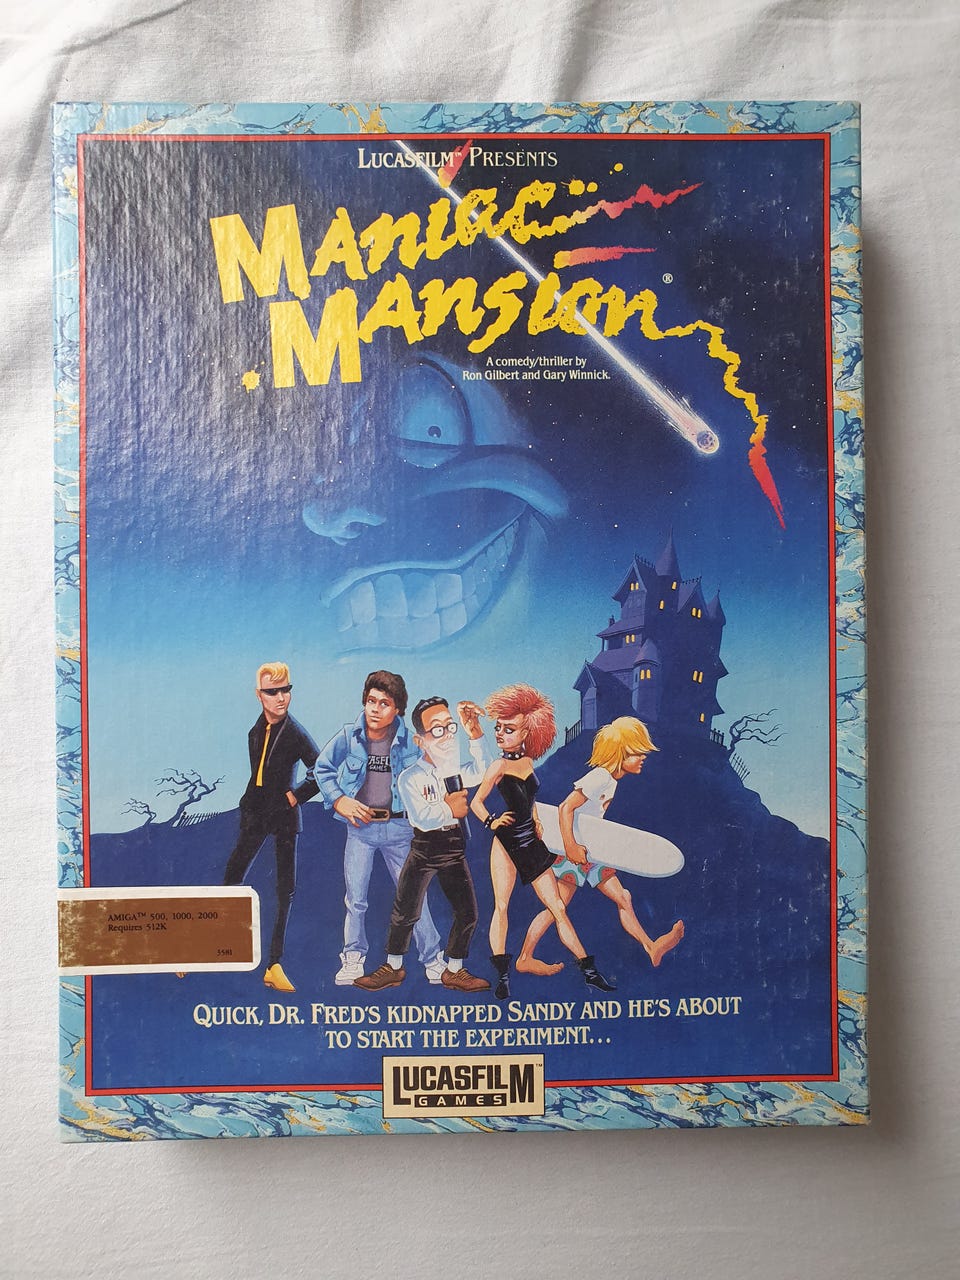 LUCASFILM™ PRESENTS
MANIAC
MANSION®
A comedy/thriller by
Ron Gilbert and Gary Winnick.
AMIGA™ 500, 1000, 2000
Requires 512K
5581
QUICK, DR. FRED'S KIDNAPPED SANDY AND HE'S ABOUT
TO START THE EXPERIMENT...
LUCASFILM™
GAMES